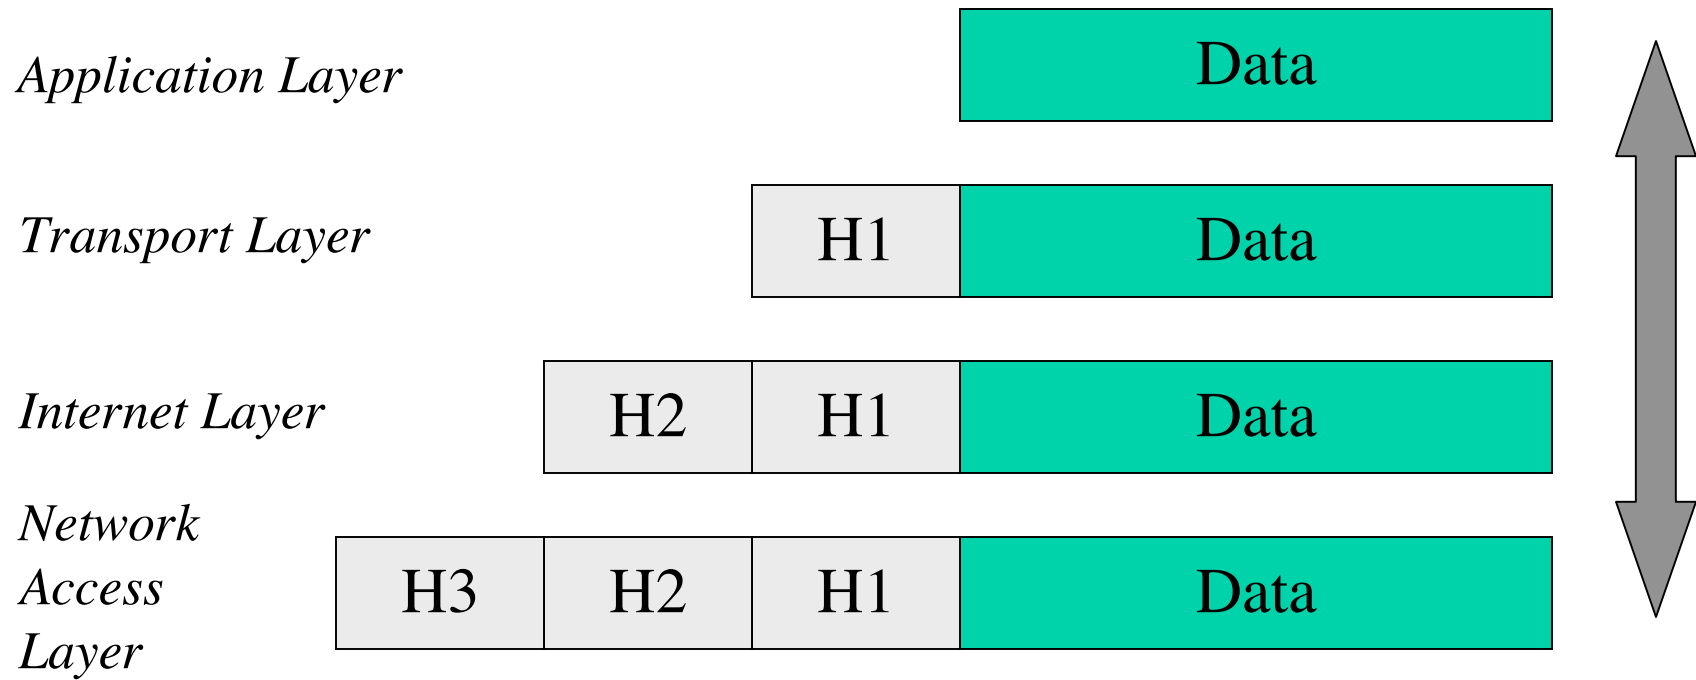 Application Layer
Data
Transport Layer
H1 Data
Internet Layer
H2 H1 Data
Network
Access
Layer
H3 H2 H1 Data